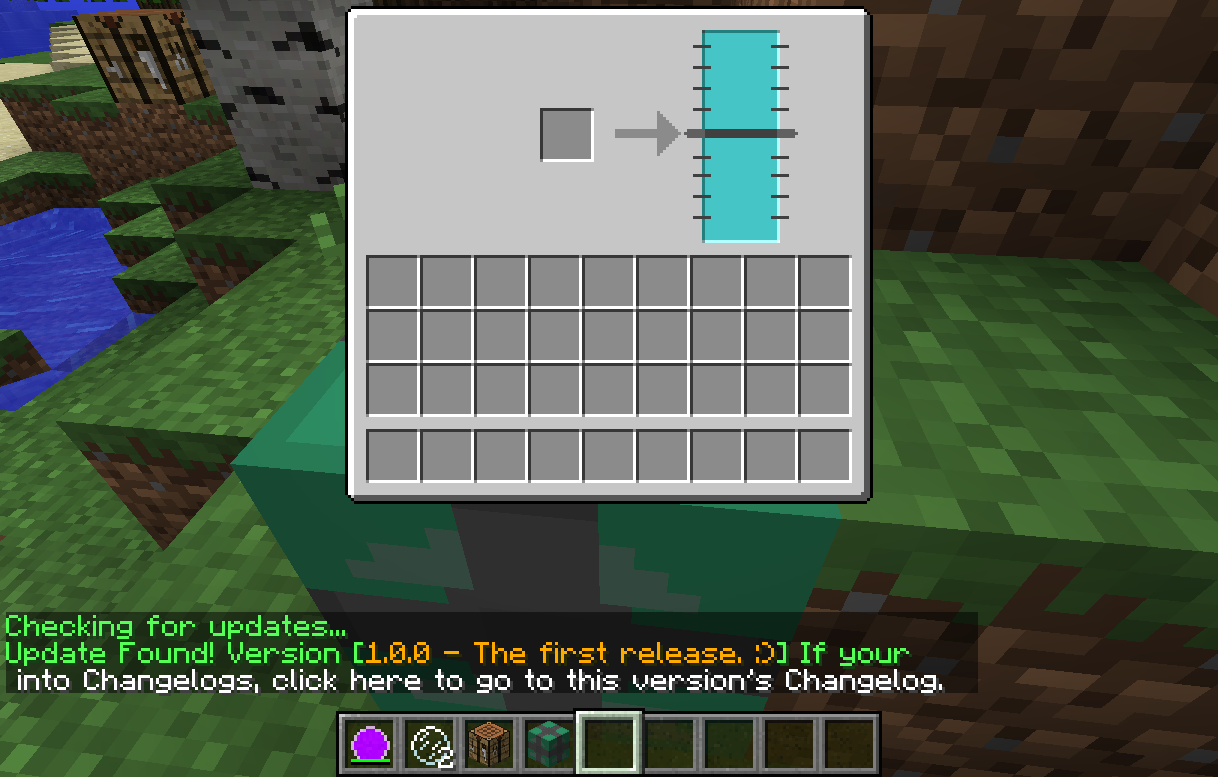 Checking for updates...
Update Found! Version [1.0.0 - The first release. :)] If your
into Changelogs, click here to go to this version's Changelog.
2